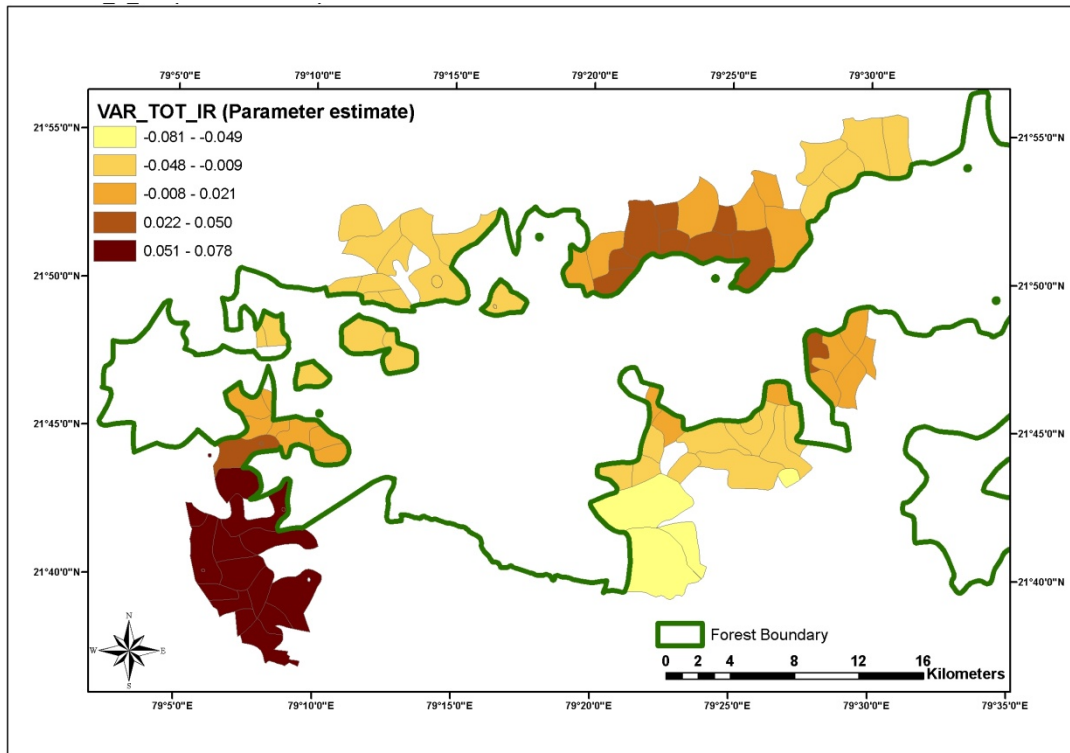 79°5'0"E 79°10'0"E 79°15'0"E 79°20'0"E 79°25'0"E 79°30'0"E
VAR_TOT_IR (Parameter estimate)
-0.081 - -0.049
-0.048 - -0.009
-0.008 - 0.021
0.022 - 0.050
0.051 - 0.078
21°55'0"N 21°55'0"N
21°50'0"N 21°50'0"N
21°45'0"N 21°45'0"N
21°40'0"N 21°40'0"N
N
W E
S
Forest Boundary
0 2 4 8 12 16
Kilometers
79°5'0"E 79°10'0"E 79°15'0"E 79°20'0"E 79°25'0"E 79°30'0"E 79°35'0"E